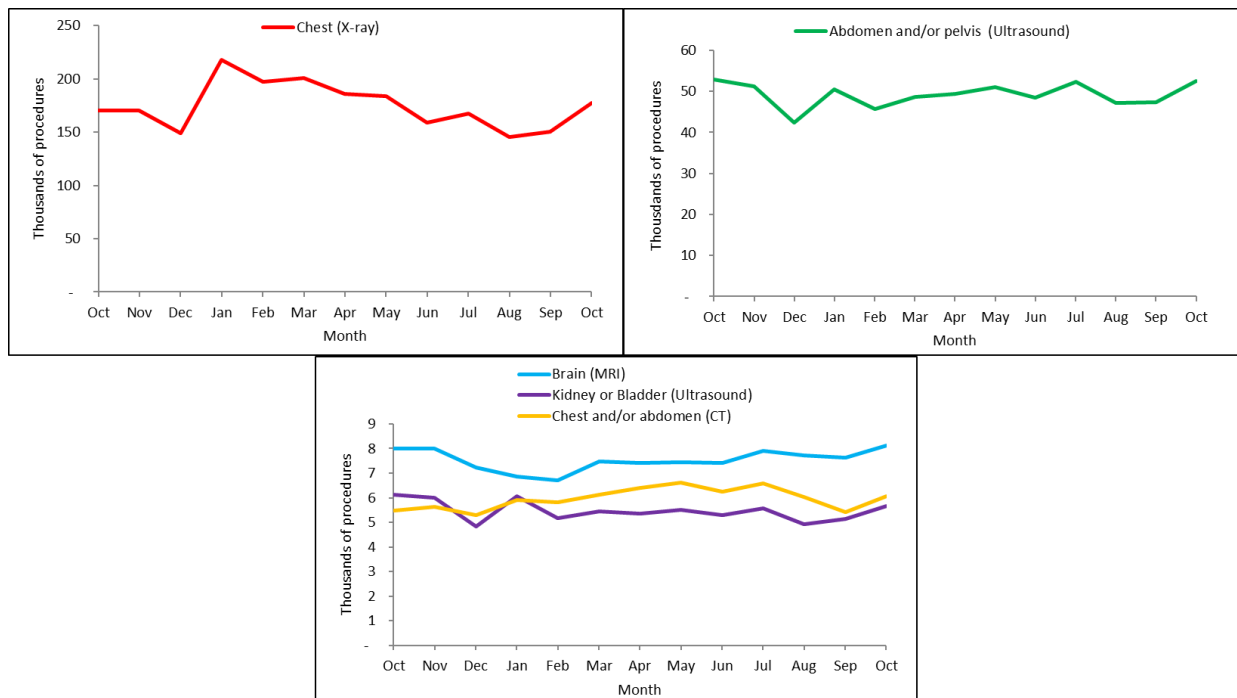 Chest (X-ray)
Thousands of procedures
250
200
150
100
50
-
Oct Nov Dec Jan Feb Mar Apr May Jun Jul Aug Sep Oct
Month
Abdomen and/or pelvis (Ultrasound)
Thousdands of procedures
60
50
40
30
20
10
-
Oct Nov Dec Jan Feb Mar Apr May Jun Jul Aug Sep Oct
Month
Brain (MRI)
Kidney or Bladder (Ultrasound)
Chest and/or abdomen (CT)
Thousands of procedures
9
8
7
6
5
4
3
2
1
-
Oct Nov Dec Jan Feb Mar Apr May Jun Jul Aug Sep Oct
Month